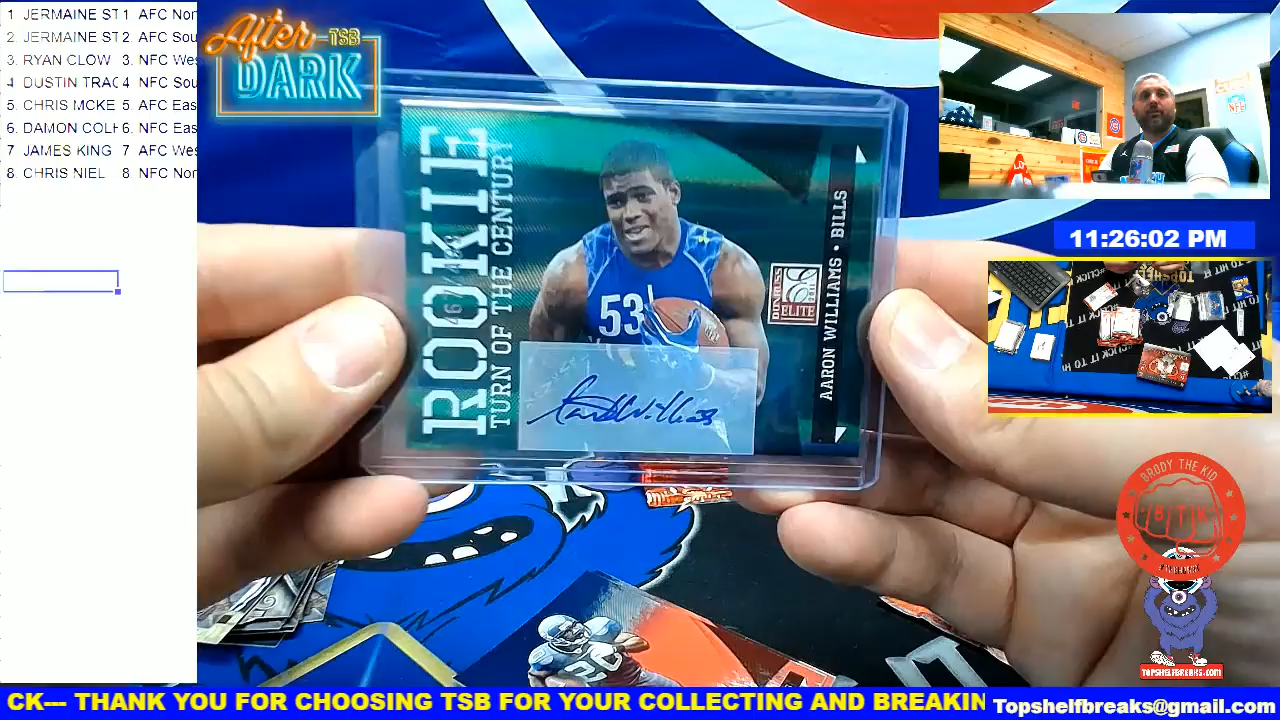 1 JERMAINE ST 1 AFC Nor
2. JERMAINE ST 2. AFC Sou
3. RYAN CLOW 3. NFC Wes
4 DUSTIN TRAC 4 NFC Sou
5. CHRIS MCKE 5. AFC Eas
6. DAMON COLH 6. NFC Eas
7 JAMES KING 7 AFC Wes
8. CHRIS NIEL 8 NFC Nor
After
TSB
DARK
ROOKIE
TURN OF THE CENTURY
53
DONRUSS
ELITE
AARON WILLIAMS • BILLS
11:26:02 PM
BRODY THE KID
BTK
TOPSHELFBREAKS.COM
CK--- THANK YOU FOR CHOOSING TSB FOR YOUR COLLECTING AND BREAKIN
Topshelfbreaks@gmail.com